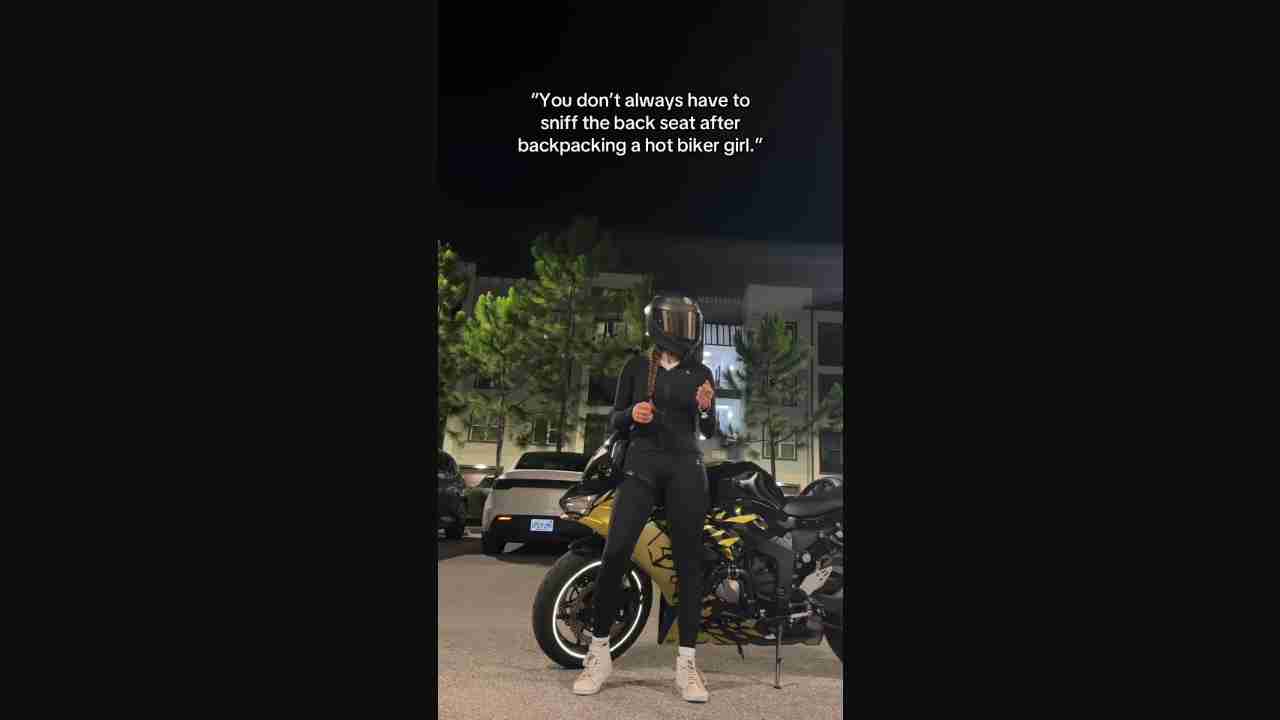 “You don’t always have to
sniff the back seat after
backpacking a hot biker girl.”